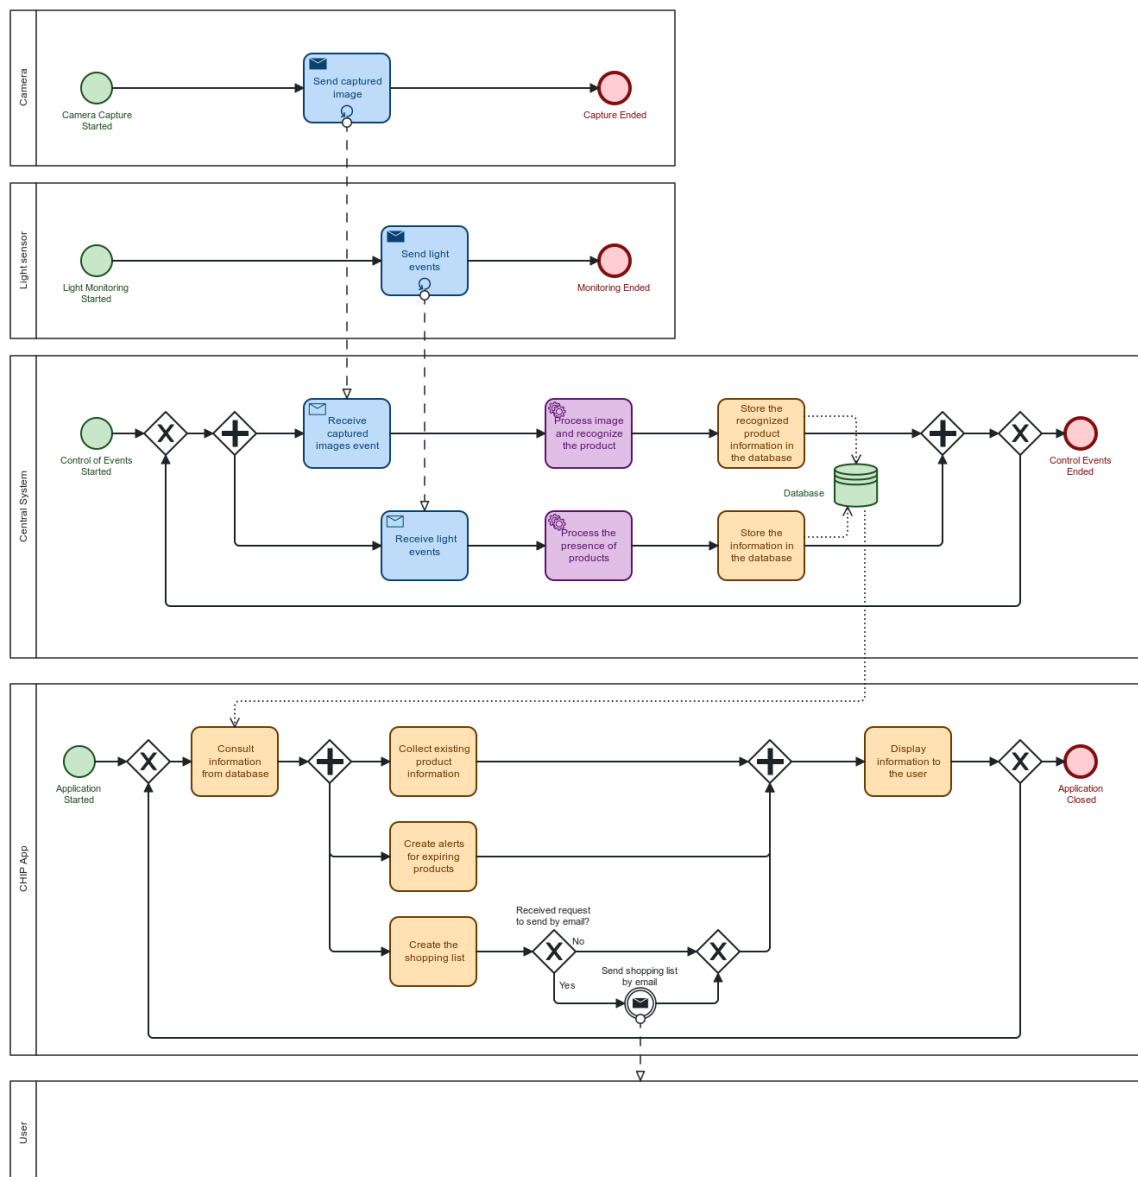 Camera
Camera Capture
Started
Send captured
image
Capture Ended
Light sensor
Light Monitoring
Started
Send light
events
Monitoring Ended
Central System
Control of Events
Started
Receive
captured
images event
Process image
and recognize
the product
Store the
recognized
product
information in
the database
Database
Control Events
Ended
Receive light
events
Process the
presence of
products
Store the
information in
the database
CHIP App
Application
Started
Consult
information
from database
Collect existing
product
information
Display
information to
the user
Application
Closed
Create alerts
for expiring
products
Create the
shopping list
Received request
to send by email?
No
Yes
Send shopping list
by email
User